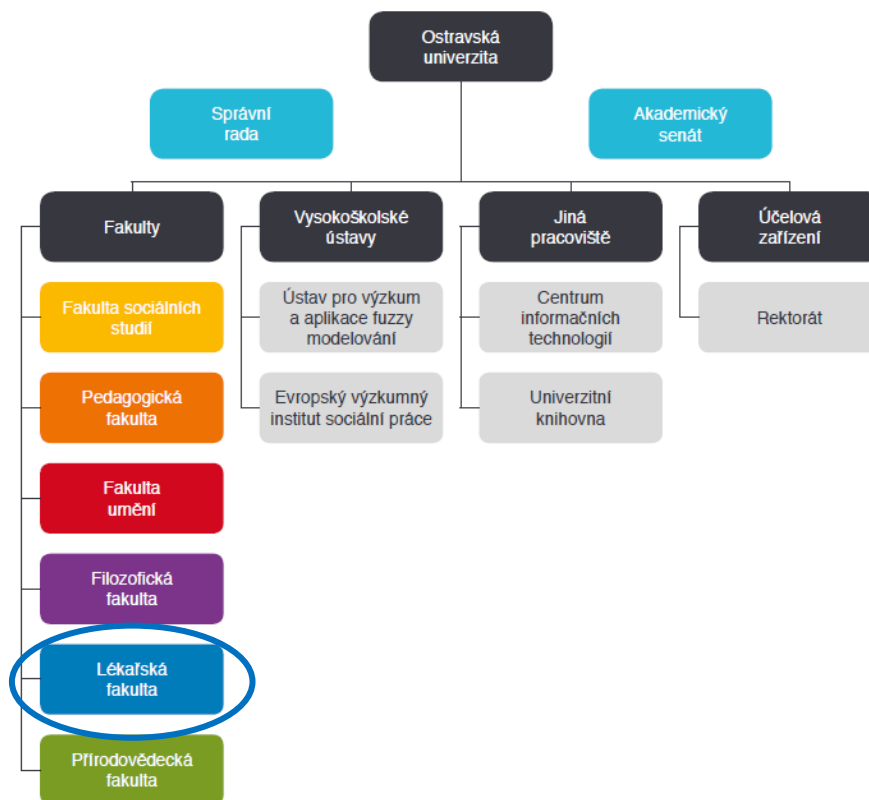 Ostravská
univerzita
Správní
rada
Akademický
senát
Fakulty
Vysokoškolské
ústavy
Jiná
pracoviště
Účelová
zařízení
Fakulta sociálních
studií
Ústav pro výzkum
a aplikace fuzzy
modelování
Centrum
informačních
technologií
Rektorát
Pedagogická
fakulta
Evropský výzkumný
institut sociální práce
Univerzitní
knihovna
Fakulta
umění
Filozofická
fakulta
Lékařská
fakulta
Přírodovědecká
fakulta